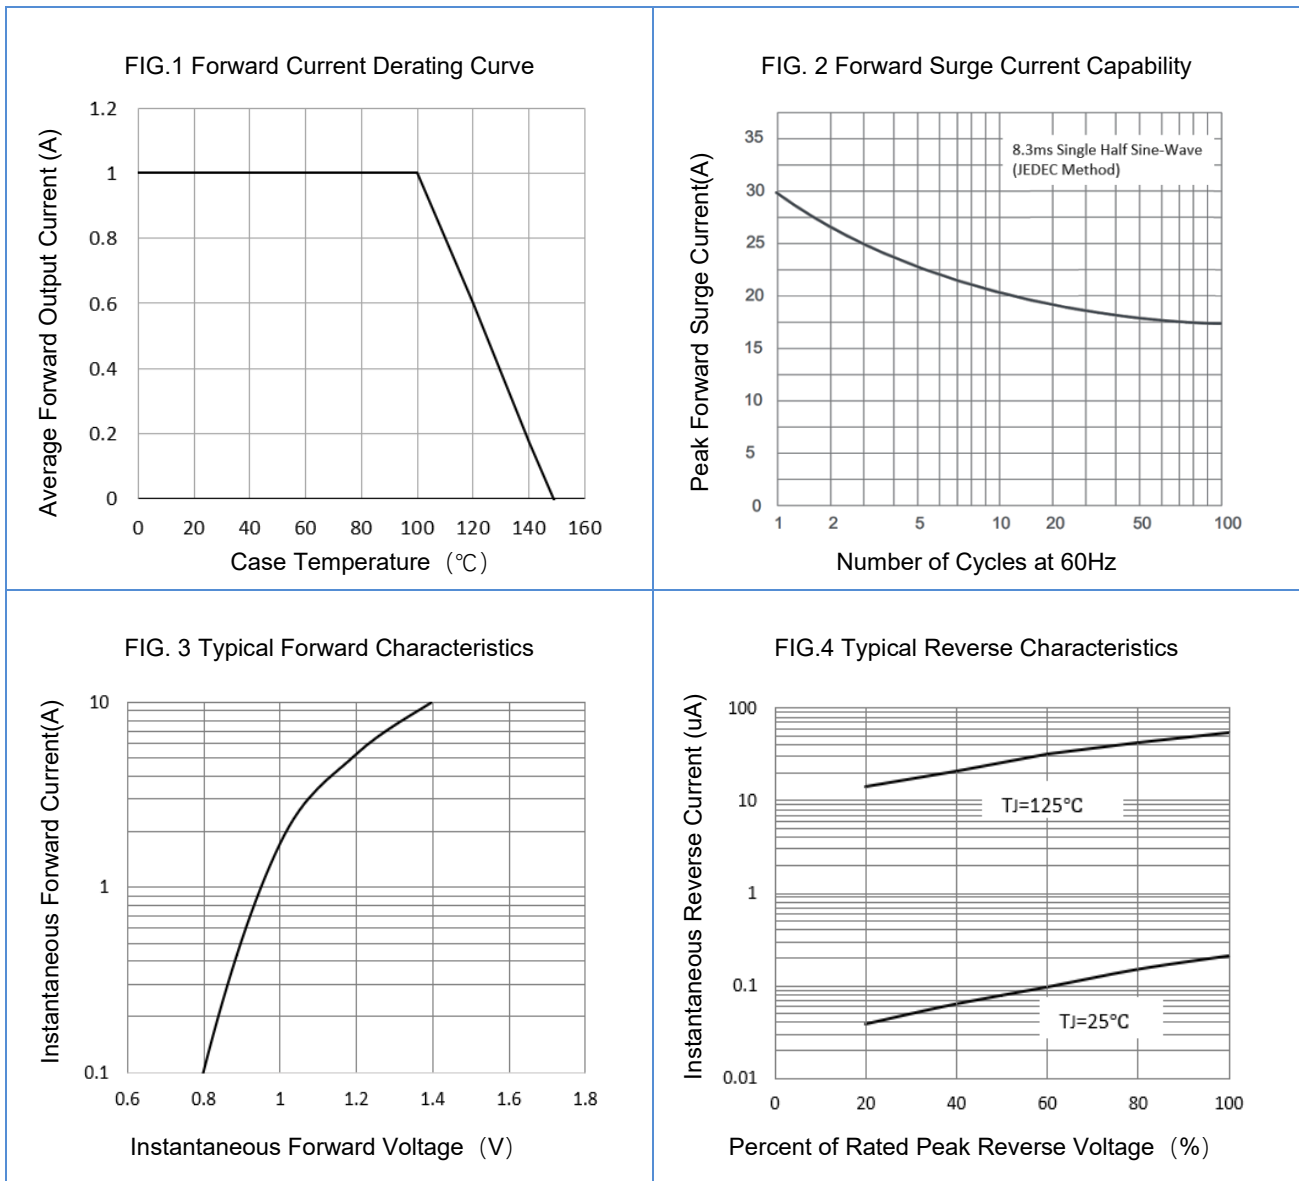 FIG.1 Forward Current Derating Curve
Average Forward Output Current (A)
1.2
1
0.8
0.6
0.4
0.2
0
0 20 40 60 80 100 120 140 160
Case Temperature（℃）
FIG. 2 Forward Surge Current Capability
Peak Forward Surge Current(A)
8.3ms Single Half Sine-Wave
(JEDEC Method)
35
30
25
20
15
10
5
0
1 2 5 10 20 50 100
Number of Cycles at 60Hz
FIG. 3 Typical Forward Characteristics
Instantaneous Forward Current(A)
10
1
0.1
0.6 0.8 1 1.2 1.4 1.6 1.8
Instantaneous Forward Voltage（V）
FIG.4 Typical Reverse Characteristics
Instantaneous Reverse Current (uA)
100
10
1
0.1
0.01
TJ=125℃
TJ=25℃
0 20 40 60 80 100
Percent of Rated Peak Reverse Voltage（%）